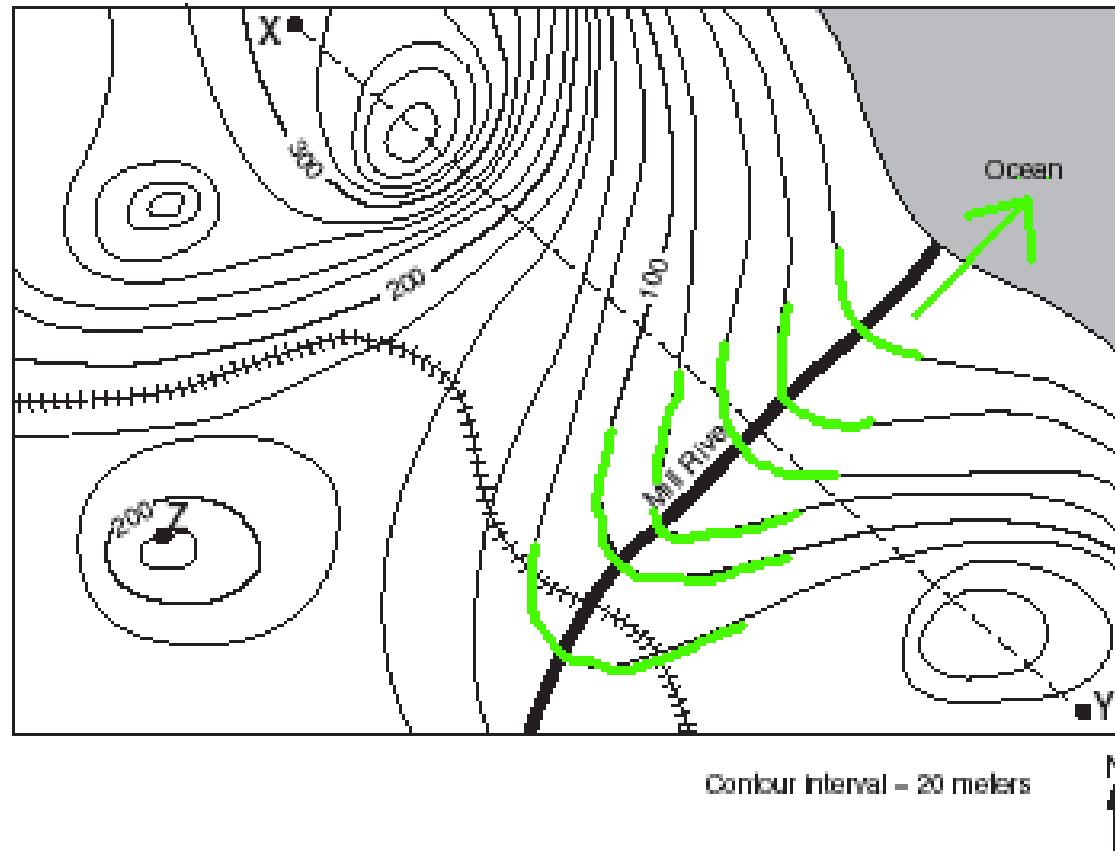 X
300
Ocean
200
100
Mill River
200
Z
Y
Contour interval – 20 meters
N